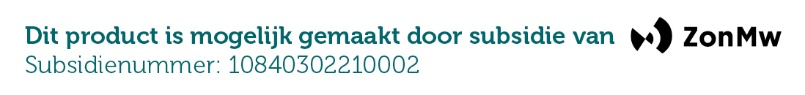 Dit product is mogelijk gemaakt door subsidie van ZonMw
Subsidienummer: 10840302210002